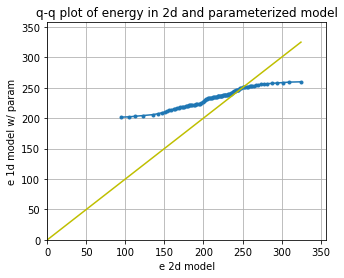 q-q plot of energy in 2d and parameterized model
350
300
250
200
150
100
50
0
e 1d model w/ param
0 50 100 150 200 250 300 350
e 2d model